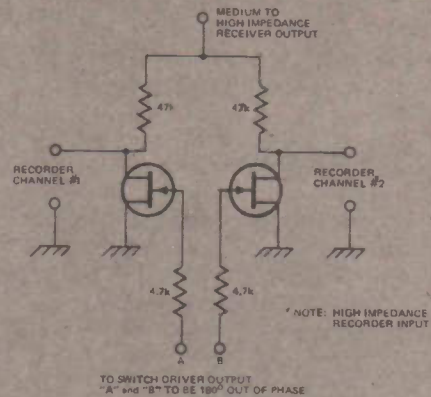 MEDIUM TO
HIGH IMPEDANCE
RECEIVER OUTPUT
47k
47k
RECORDER
CHANNEL #1
RECORDER
CHANNEL #2
4.7k
4.7k
* NOTE: HIGH IMPEDANCE
RECORDER INPUT
A
B
TO SWITCH DRIVER OUTPUT
"A" and "B" TO BE 180° OUT OF PHASE